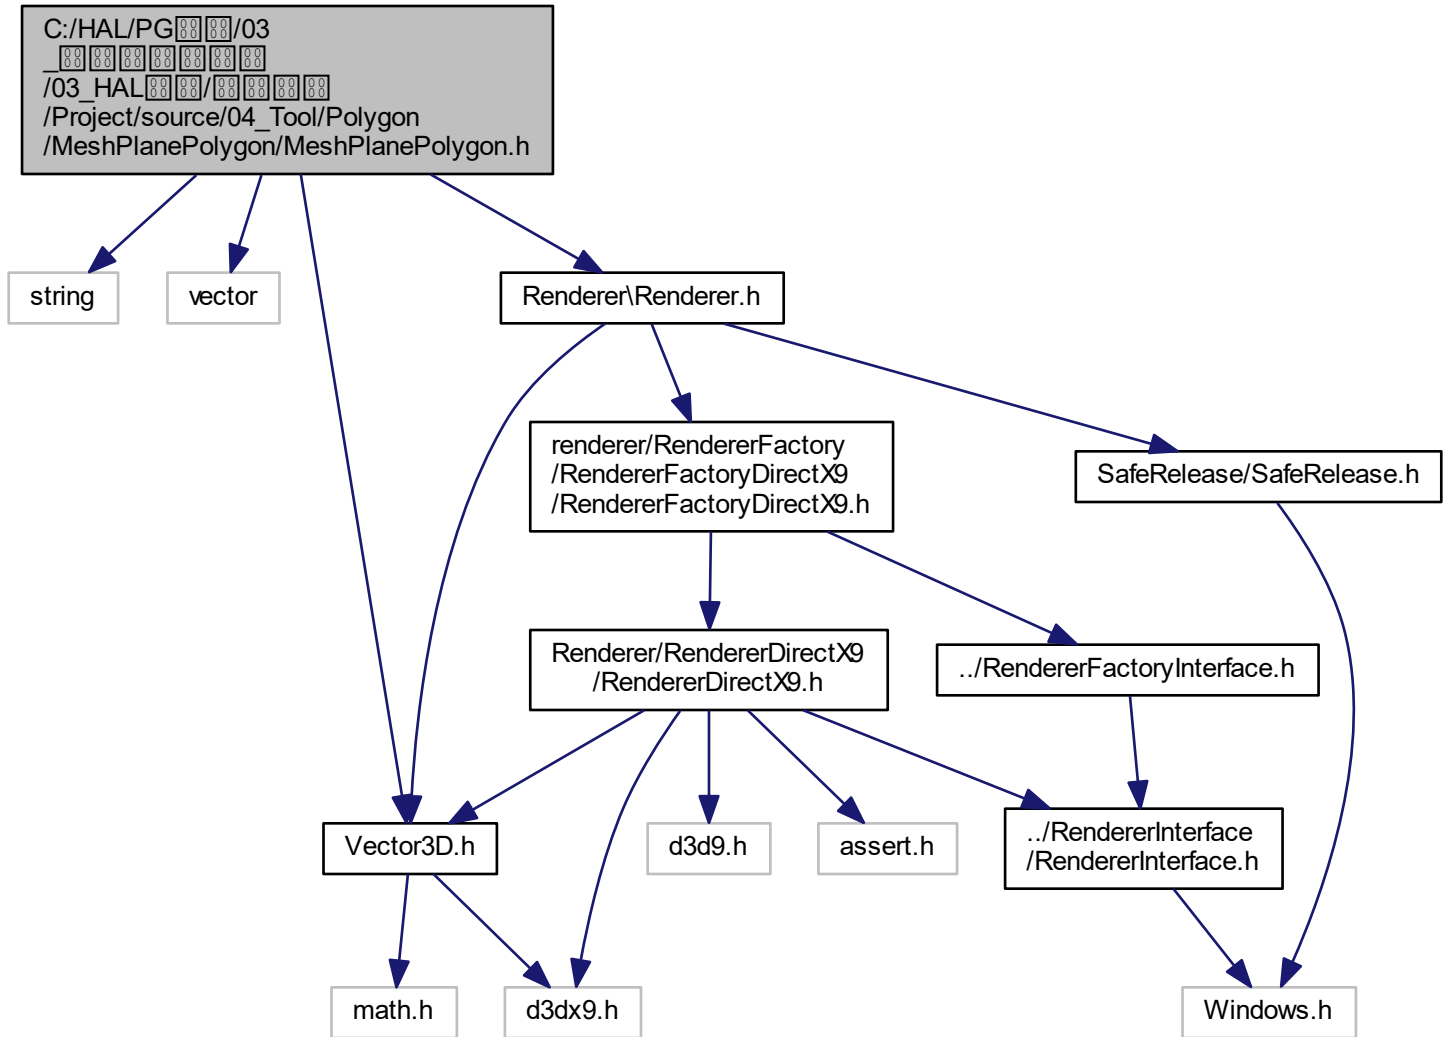 C:/HAL/PG/03
_
/03_HAL/
/Project/source/04_Tool/Polygon
/MeshPlanePolygon/MeshPlanePolygon.h
string
vector
Renderer\Renderer.h
renderer/RendererFactory
/RendererFactoryDirectX9
/RendererFactoryDirectX9.h
SafeRelease/SafeRelease.h
Renderer/RendererDirectX9
/RendererDirectX9.h
../RendererFactoryInterface.h
Vector3D.h
d3d9.h
assert.h
../RendererInterface
/RendererInterface.h
math.h
d3dx9.h
Windows.h